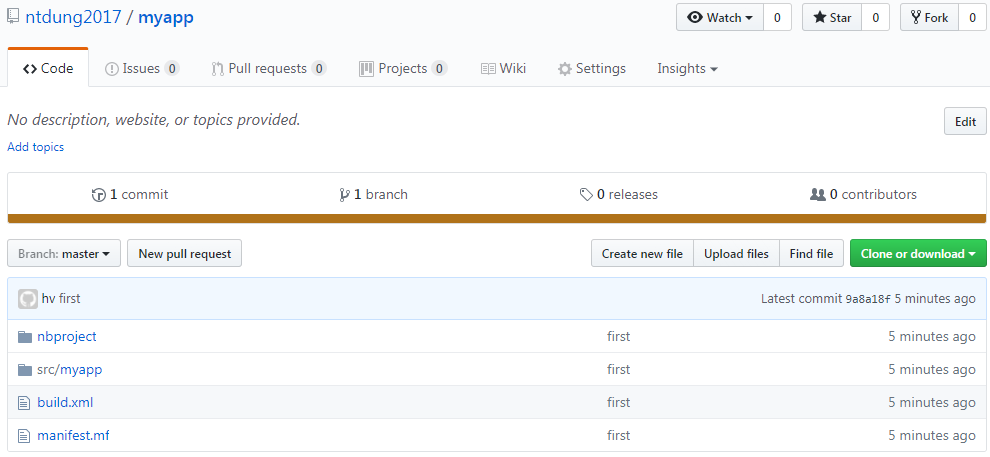 ntdung2017 / myapp Watch 0 Star 0 Fork 0
Code Issues 0 Pull requests 0 Projects 0 Wiki Settings Insights
No description, website, or topics provided. Edit
Add topics
1 commit 1 branch 0 releases 0 contributors
Branch: master New pull request Create new file Upload files Find file Clone or download
hv first Latest commit 9a8a18f 5 minutes ago
nbproject first 5 minutes ago
src/myapp first 5 minutes ago
build.xml first 5 minutes ago
manifest.mf first 5 minutes ago